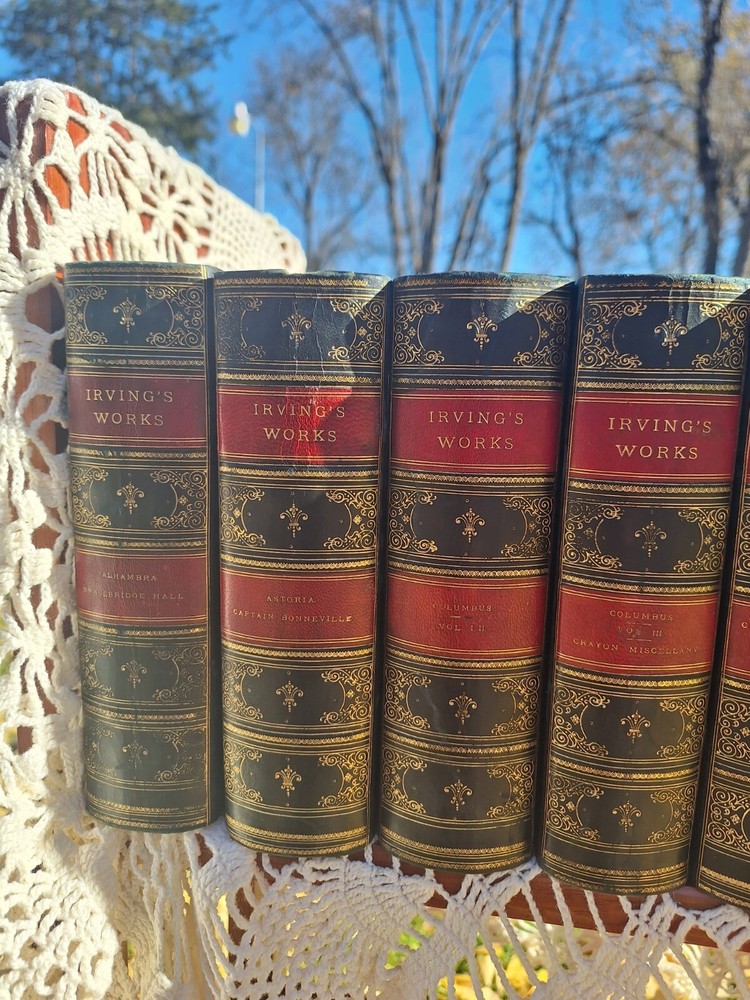 IRVING'S
WORKS
ALHAMBRA
BRACEBRIDGE HALL
IRVING'S
WORKS
ASTORIA
CAPTAIN BONNEVILLE
IRVING'S
WORKS
COLUMBUS
VOL I II
IRVING'S
WORKS
COLUMBUS
VOL III
CRAYON MISCELLANY
C